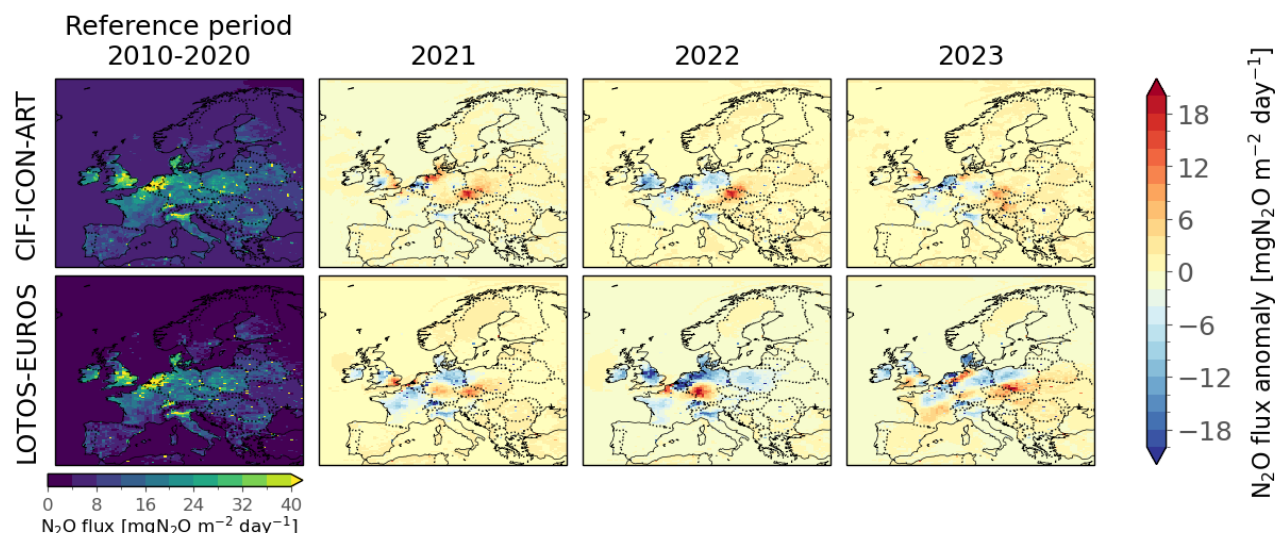 Reference period
2010-2020
2021
2022
2023
CIF-ICON-ART
LOTOS-EUROS
0 8 16 24 32 40
N₂O flux [mgN₂O m⁻² day⁻¹]
18
12
6
0
−6
−12
−18
N₂O flux anomaly [mgN₂O m⁻² day⁻¹]